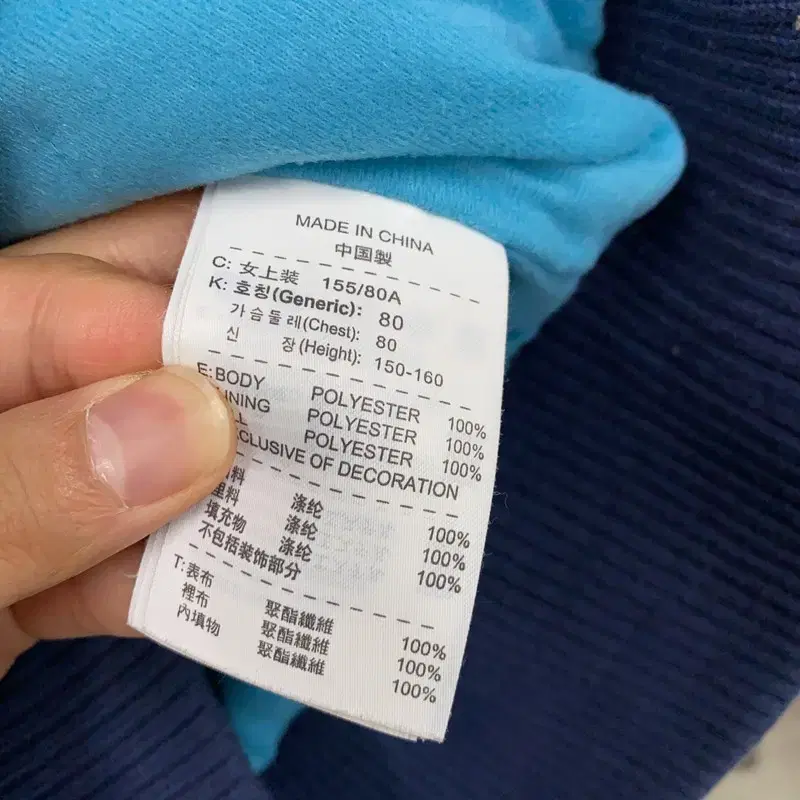 MADE IN CHINA
中国製
C: 女上装 155/80A
K: 호칭(Generic): 80
가슴둘레(Chest): 80
신 장(Height): 150-160
E:BODY POLYESTER 100%
INING POLYESTER 100%
L POLYESTER 100%
CLUSIVE OF DECORATION
料 涤纶 100%
里料 涤纶 100%
填充物 涤纶 100%
不包括装饰部分
T:表布 聚酯纖維 100%
裡布 聚酯纖維 100%
內填物 聚酯纖維 100%